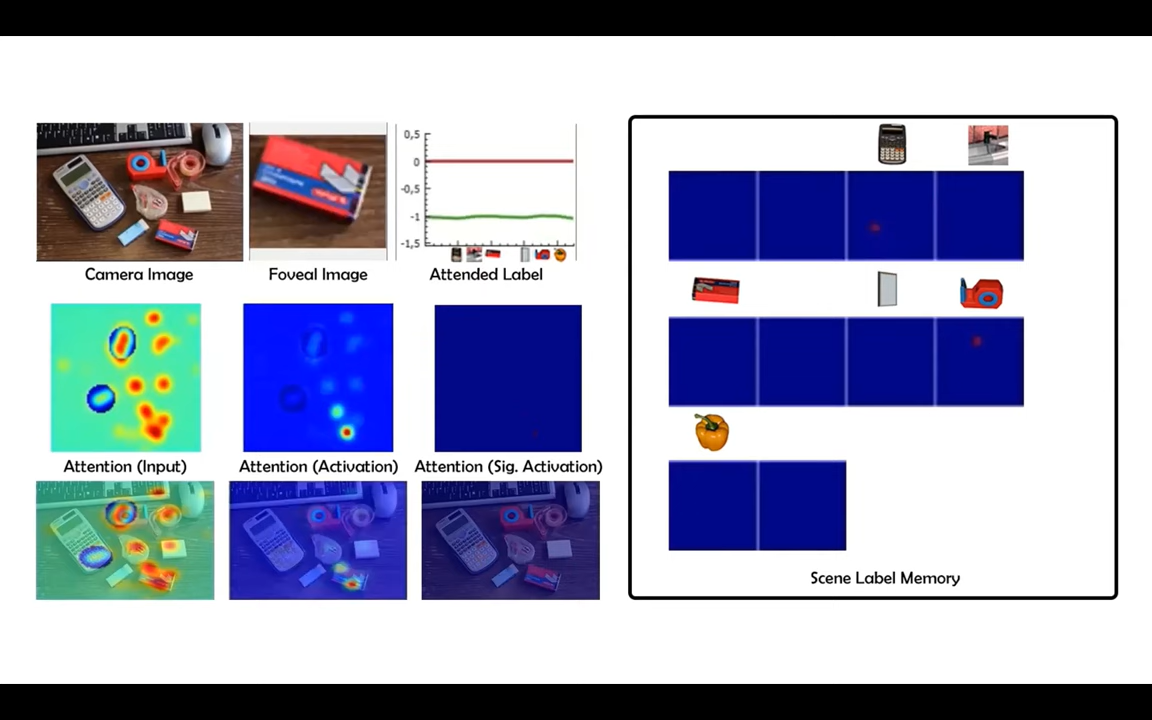 0,5
0
-0,5
-1
-1,5
Camera Image
Foveal Image
Attended Label
Attention (Input)
Attention (Activation)
Attention (Sig. Activation)
Scene Label Memory